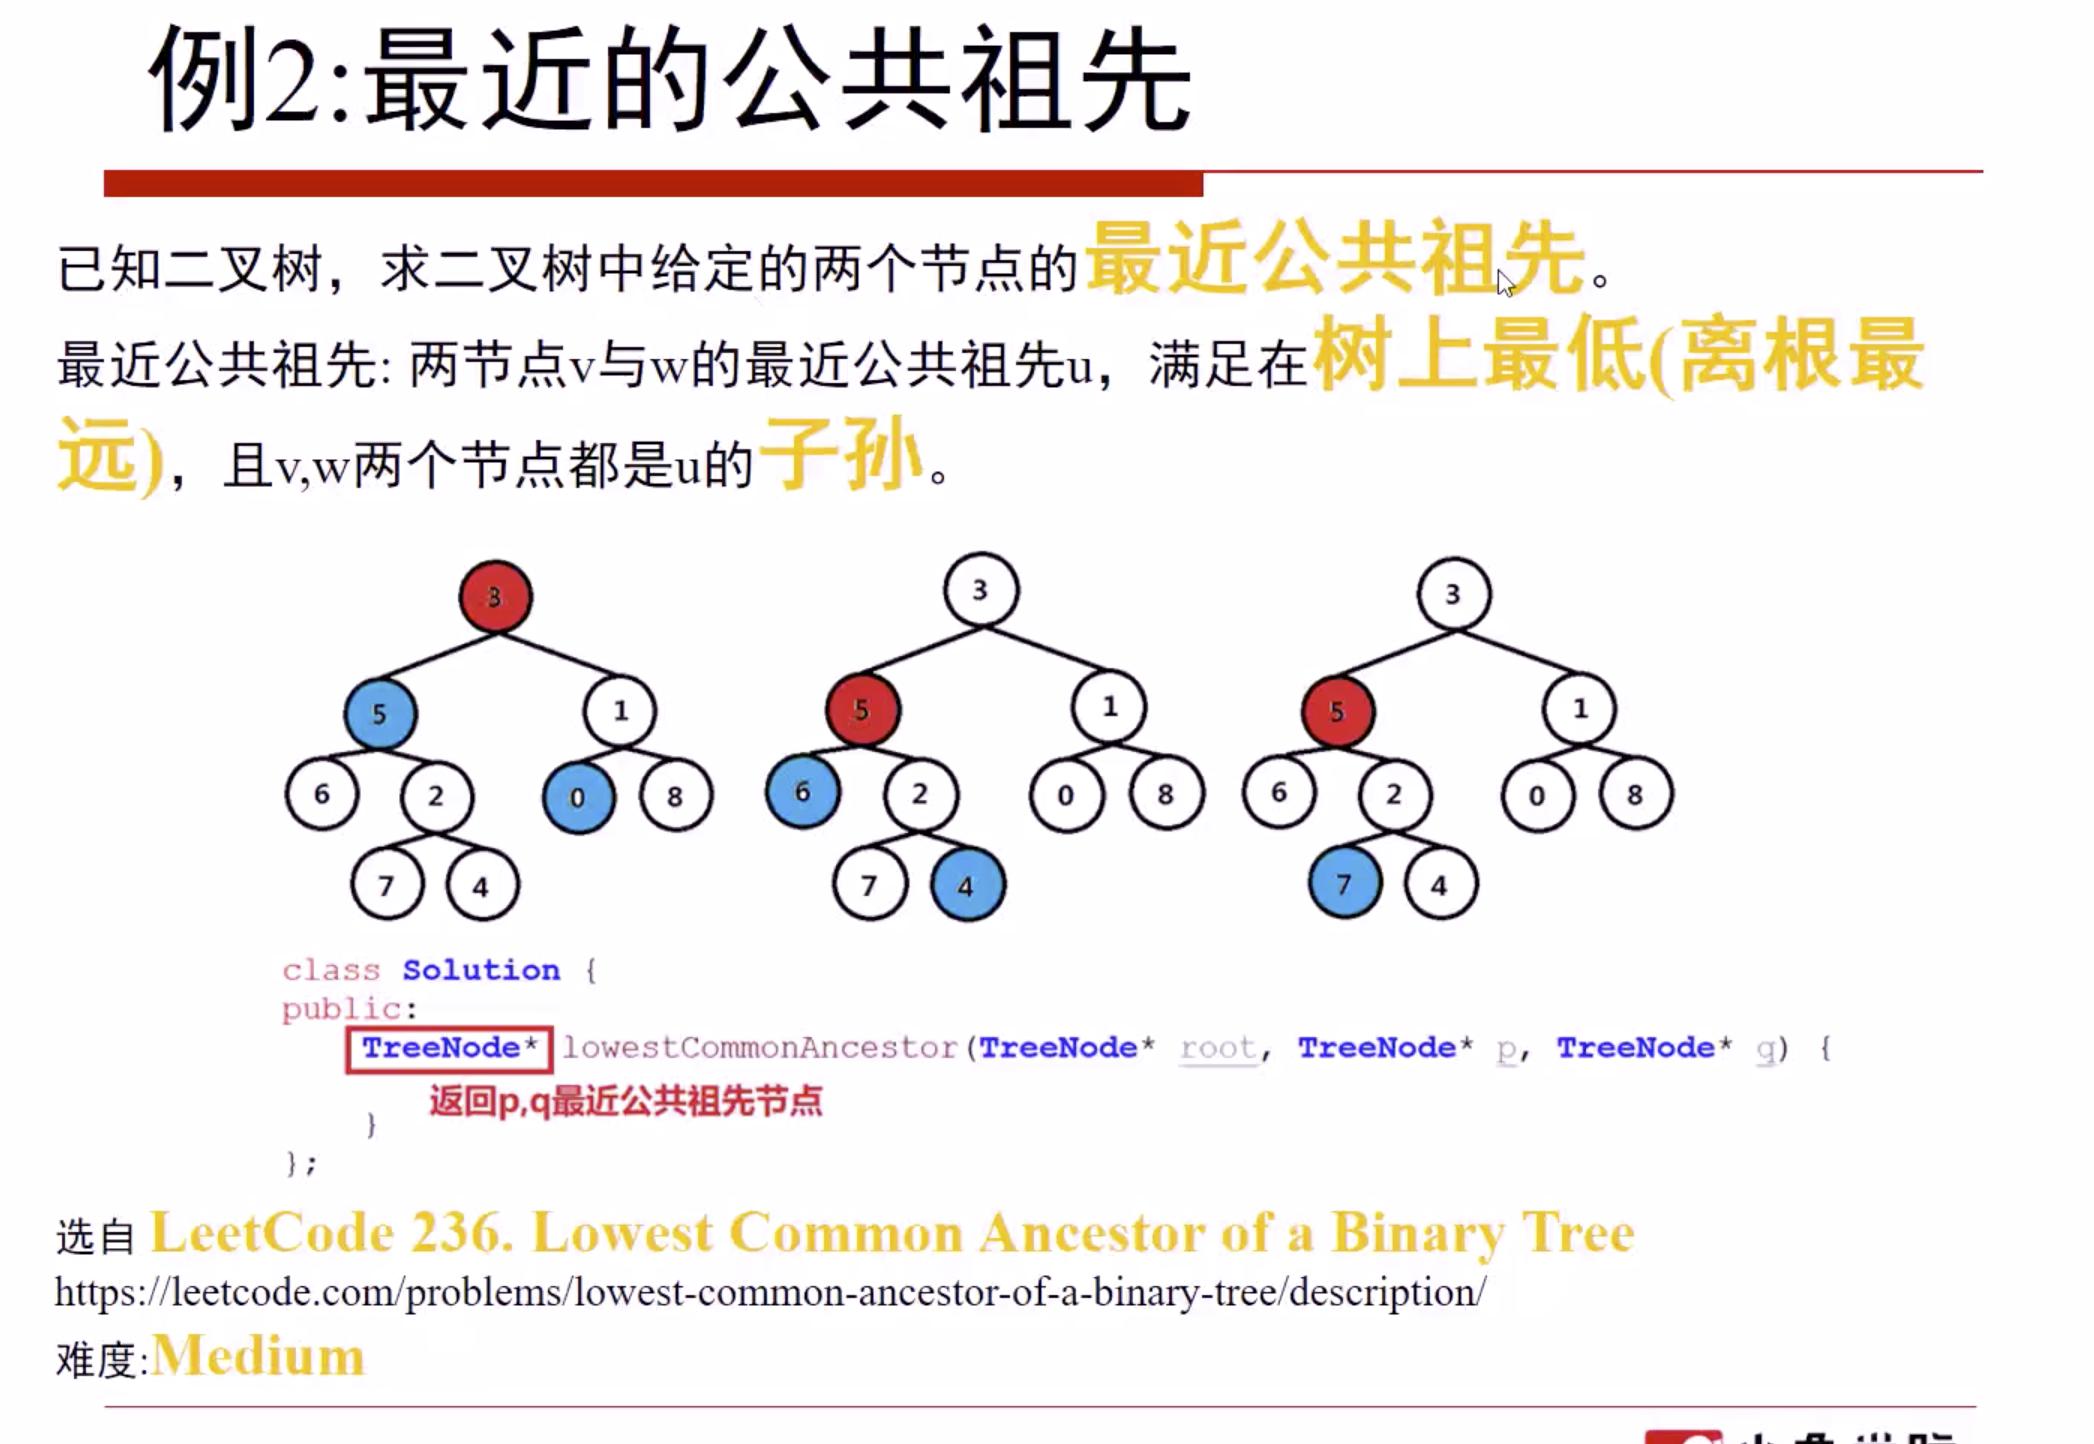 例2:最近的公共祖先
已知二叉树，求二叉树中给定的两个节点的最近公共祖先。
最近公共祖先: 两节点v与w的最近公共祖先u，满足在树上最低(离根最
远)，且v,w两个节点都是u的子孙。
3 3 3
5 1 5 1 5 1
6 2 0 8 6 2 0 8 6 2 0 8
7 4 7 4 7 4
class Solution {
public:
TreeNode* lowestCommonAncestor(TreeNode* root, TreeNode* p, TreeNode* q) {
返回p,q最近公共祖先节点
}
};
选自 LeetCode 236. Lowest Common Ancestor of a Binary Tree
https://leetcode.com/problems/lowest-common-ancestor-of-a-binary-tree/description/
难度:Medium